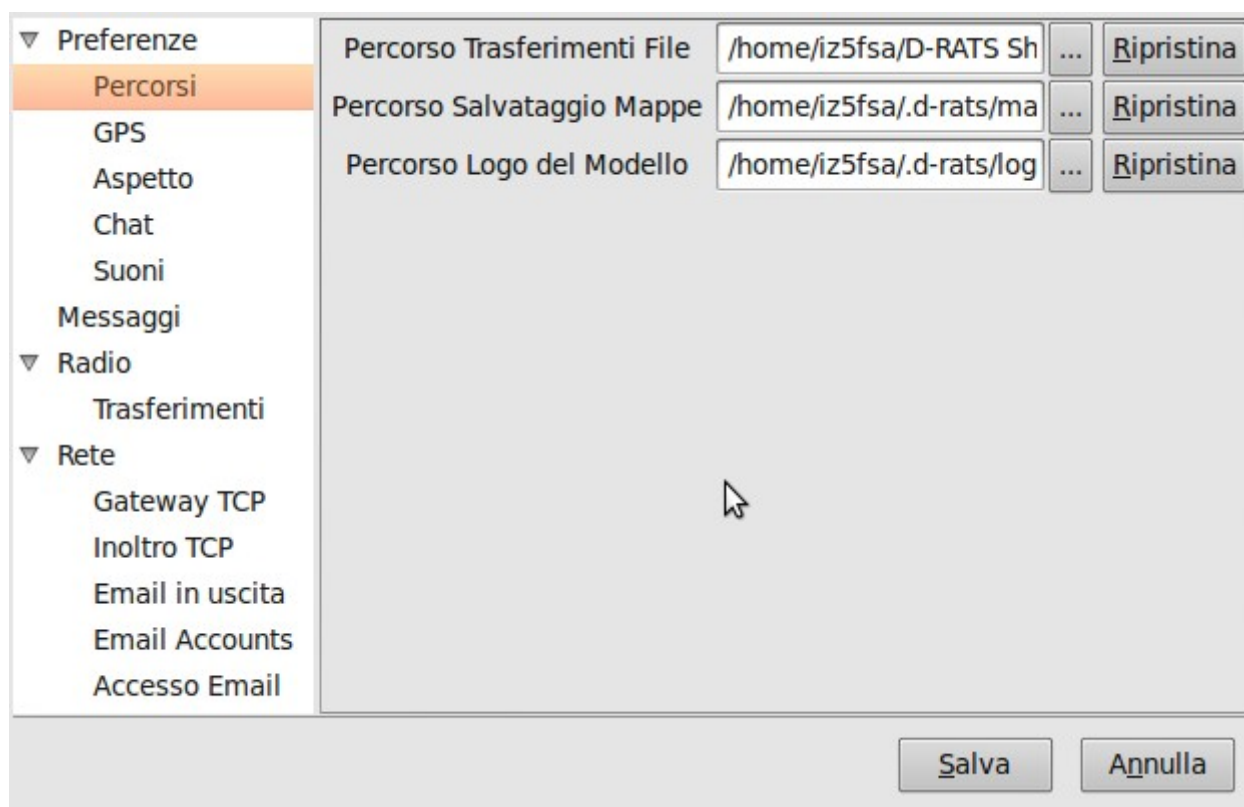 Preferenze
Percorsi
GPS
Aspetto
Chat
Suoni
Messaggi
Radio
Trasferimenti
Rete
Gateway TCP
Inoltro TCP
Email in uscita
Email Accounts
Accesso Email
Percorso Trasferimenti File /home/iz5fsa/D-RATS Sh ... Ripristina
Percorso Salvataggio Mappe /home/iz5fsa/.d-rats/ma ... Ripristina
Percorso Logo del Modello /home/iz5fsa/.d-rats/log ... Ripristina
Salva Annulla